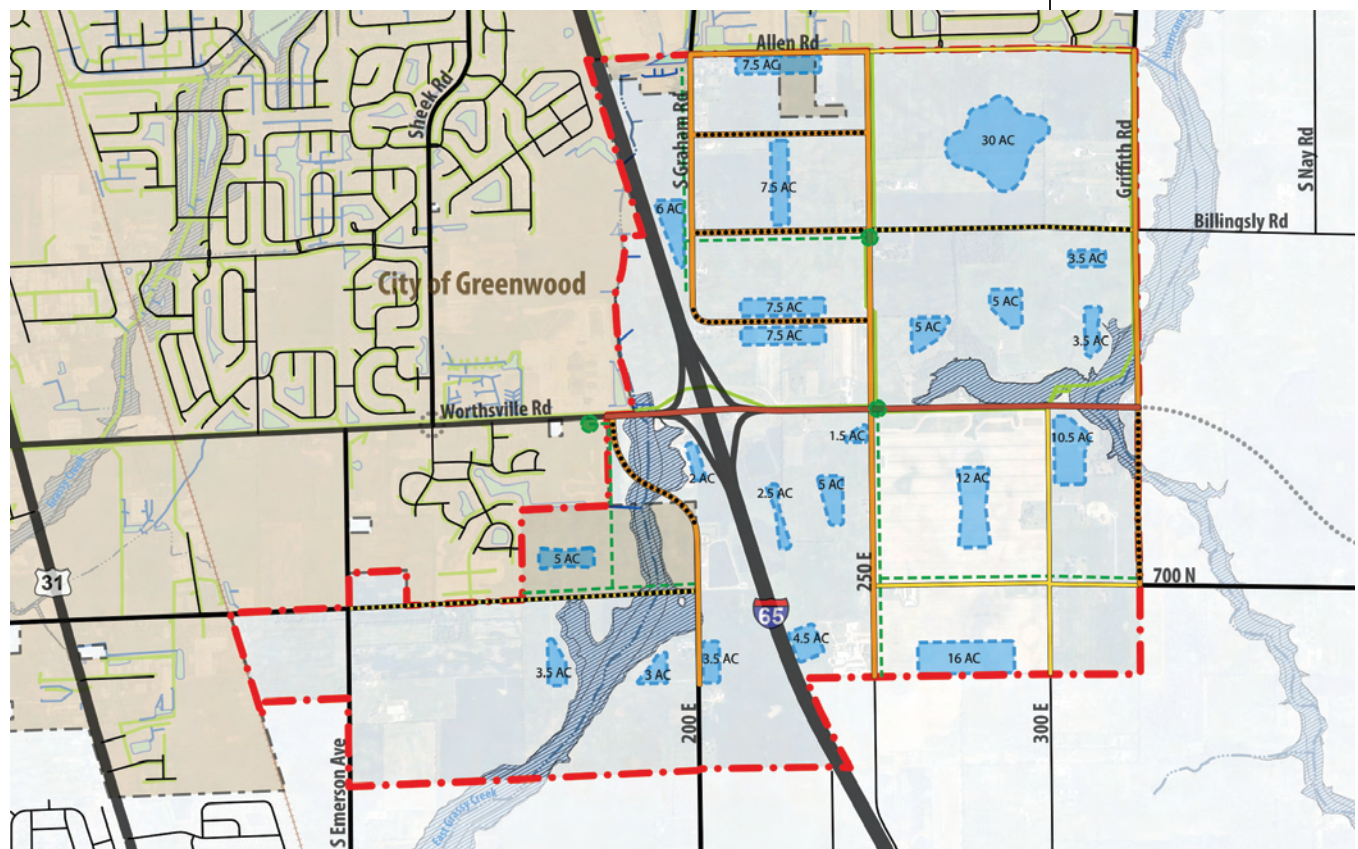 Allen Rd
7.5 AC
Hurricane
Sheek Rd
S Graham Rd
30 AC
Griffith Rd
S Nay Rd
7.5 AC
6 AC
Billingsly Rd
3.5 AC
City of Greenwood
7.5 AC
5 AC
7.5 AC
5 AC
3.5 AC
Worthsville Rd
1.5 AC
10.5 AC
Grassy Creek
2 AC
2.5 AC
5 AC
12 AC
5 AC
250 E
700 N
31
65
3.5 AC
3 AC
3.5 AC
4.5 AC
16 AC
200 E
300 E
S Emerson Ave
East Grassy Creek